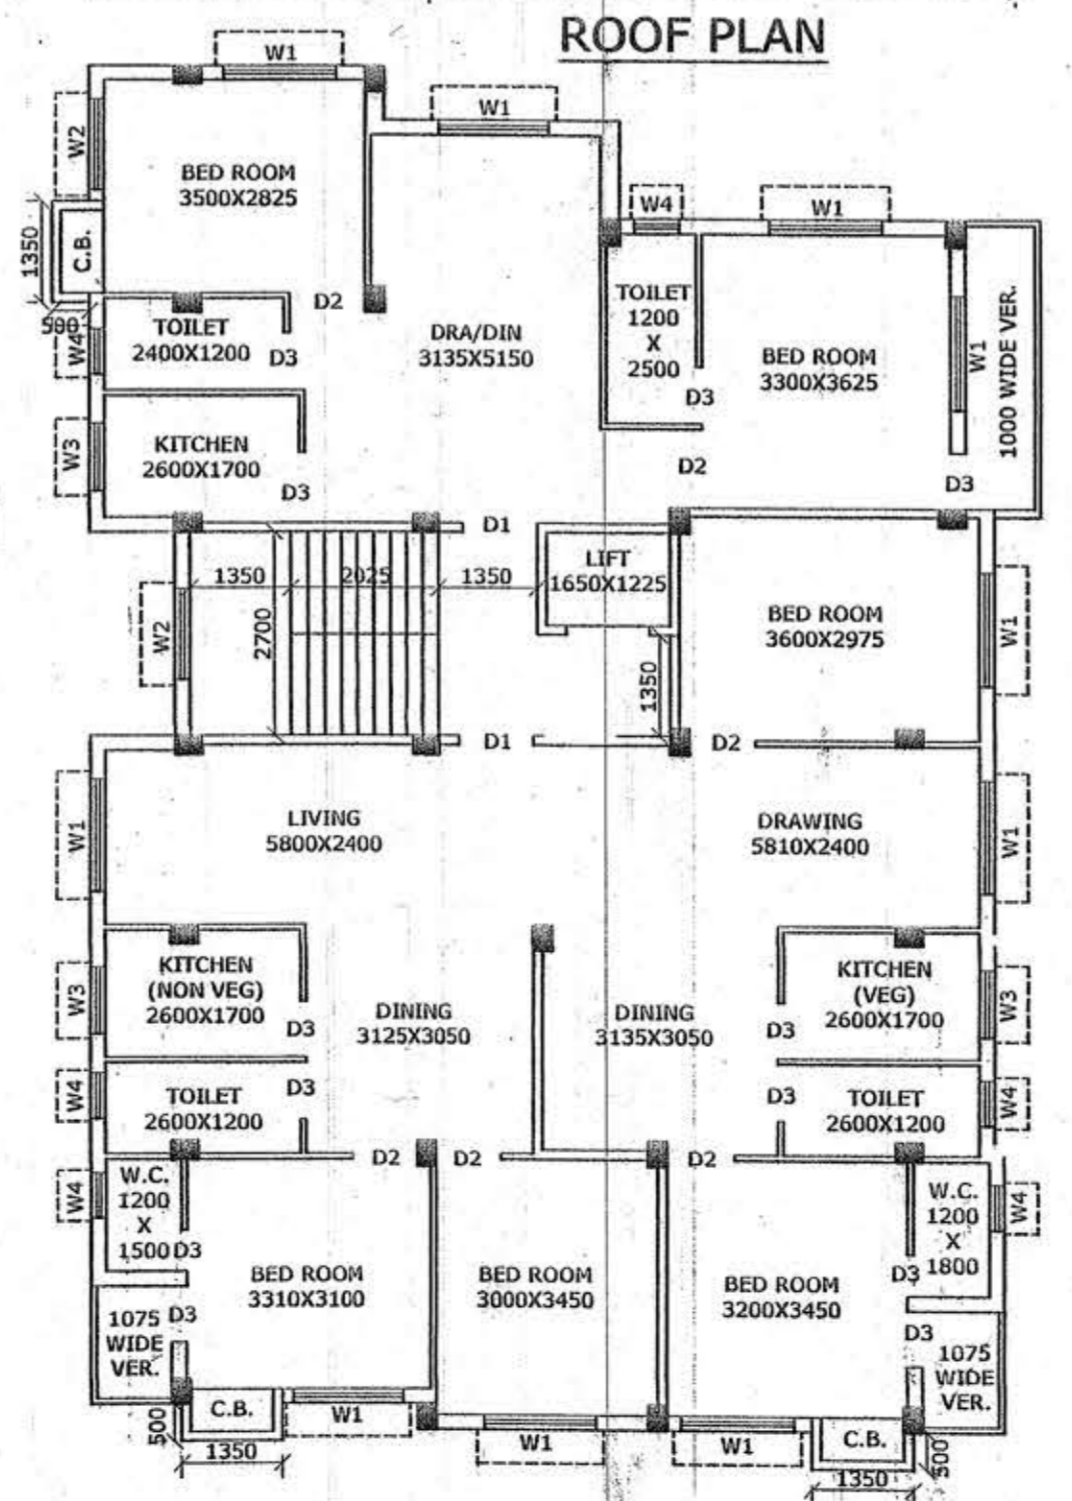 ROOF PLAN
W1
W1
W2
BED ROOM
3500X2825
W4
W1
1350
C.B.
500
D2
TOILET
2400X1200
D3
W4
DRA/DIN
3135X5150
TOILET
1200
X
2500
D3
BED ROOM
3300X3625
W1
1000 WIDE VER.
W3
KITCHEN
2600X1700
D3
D2
D3
D1
1350
2025
1350
2700
W2
LIFT
1650X1225
1350
BED ROOM
3600X2975
W1
D1
D2
W1
LIVING
5800X2400
DRAWING
5810X2400
W1
W3
KITCHEN
(NON VEG)
2600X1700
D3
DINING
3125X3050
DINING
3135X3050
D3
KITCHEN
(VEG)
2600X1700
W3
W4
TOILET
2600X1200
D3
D3
TOILET
2600X1200
W4
D2
D2
D2
W4
W.C.
1200
X
1500
D3
BED ROOM
3310X3100
BED ROOM
3000X3450
BED ROOM
3200X3450
D3
W.C.
1200
X
1800
W4
1075
WIDE
VER.
D3
D3
1075
WIDE
VER.
C.B.
500
1350
W1
W1
W1
C.B.
500
1350